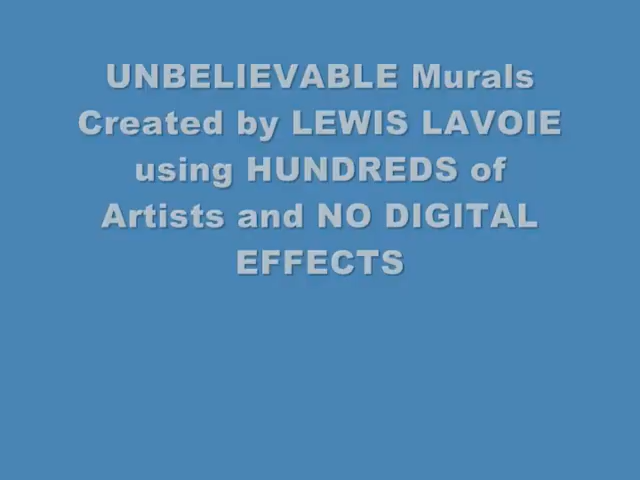 UNBELIEVABLE Murals
Created by LEWIS LAVOIE
using HUNDREDS of
Artists and NO DIGITAL
EFFECTS